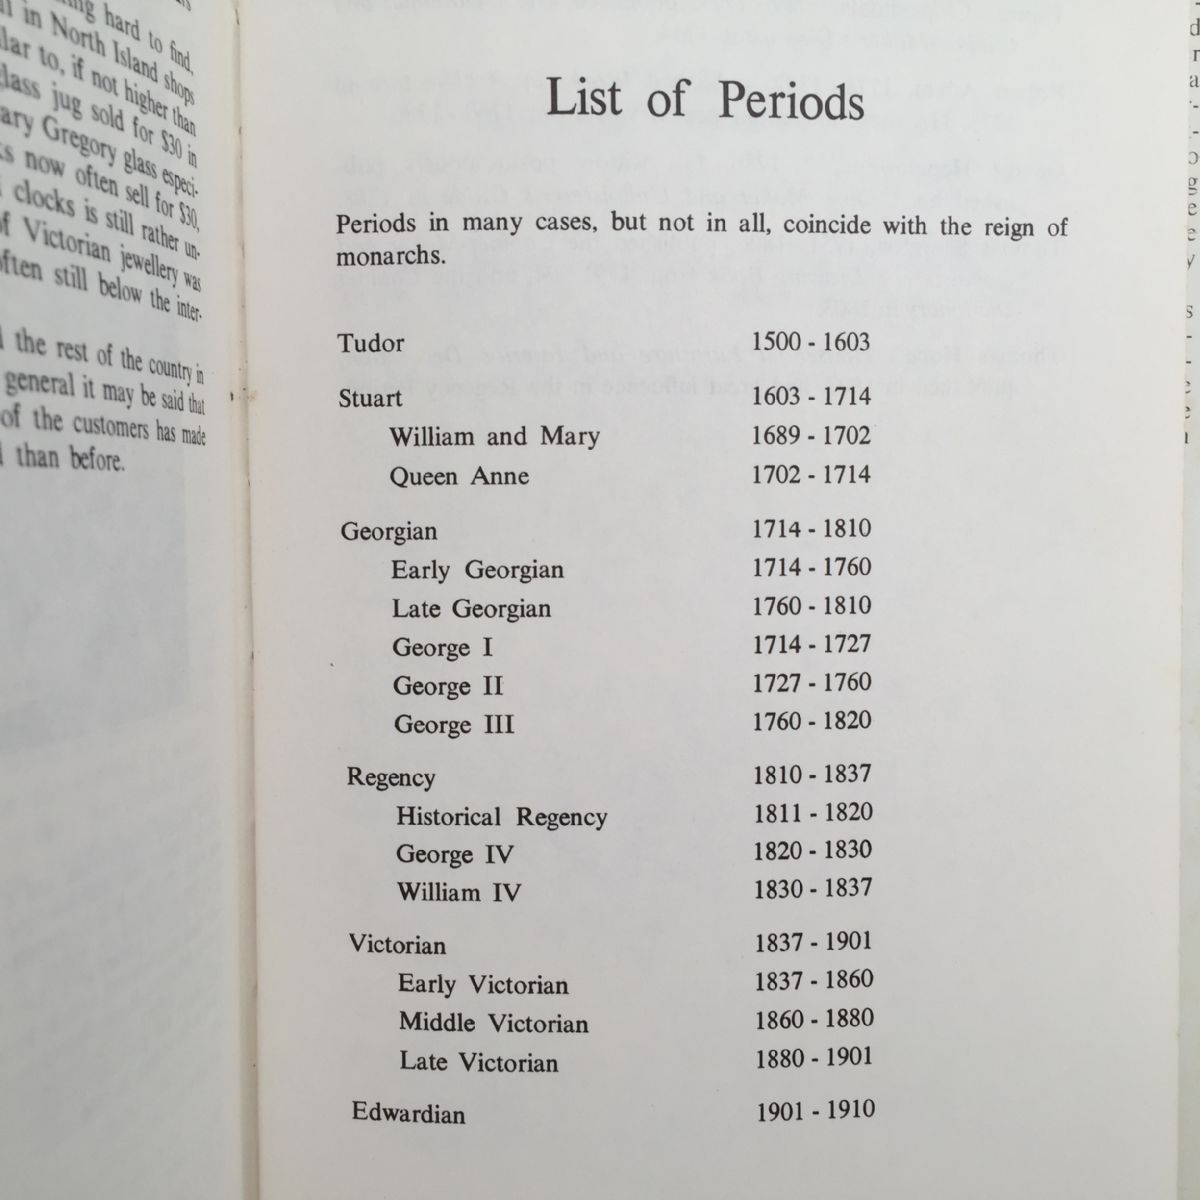 hard to find,
in North Island shops
to, if not higher than
jug sold for $30 in
Gregory glass especi-
now often sell for $30,
clocks is still rather un-
Victorian jewellery was
often still below the inter-
the rest of the country in
general it may be said that
of the customers has made
than before.
List of Periods
Periods in many cases, but not in all, coincide with the reign of
monarchs.
Tudor 1500 - 1603
Stuart 1603 - 1714
William and Mary 1689 - 1702
Queen Anne 1702 - 1714
Georgian 1714 - 1810
Early Georgian 1714 - 1760
Late Georgian 1760 - 1810
George I 1714 - 1727
George II 1727 - 1760
George III 1760 - 1820
Regency 1810 - 1837
Historical Regency 1811 - 1820
George IV 1820 - 1830
William IV 1830 - 1837
Victorian 1837 - 1901
Early Victorian 1837 - 1860
Middle Victorian 1860 - 1880
Late Victorian 1880 - 1901
Edwardian 1901 - 1910